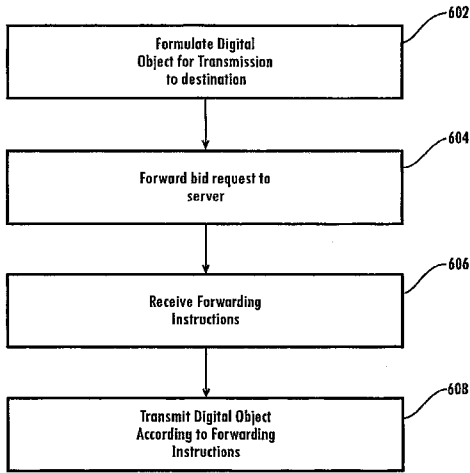 602
Formulate Digital
Object for Transmission
to destination
604
Forward bid request to
server
606
Receive Forwarding
Instructions
608
Transmit Digital Object
According to Forwarding
Instructions